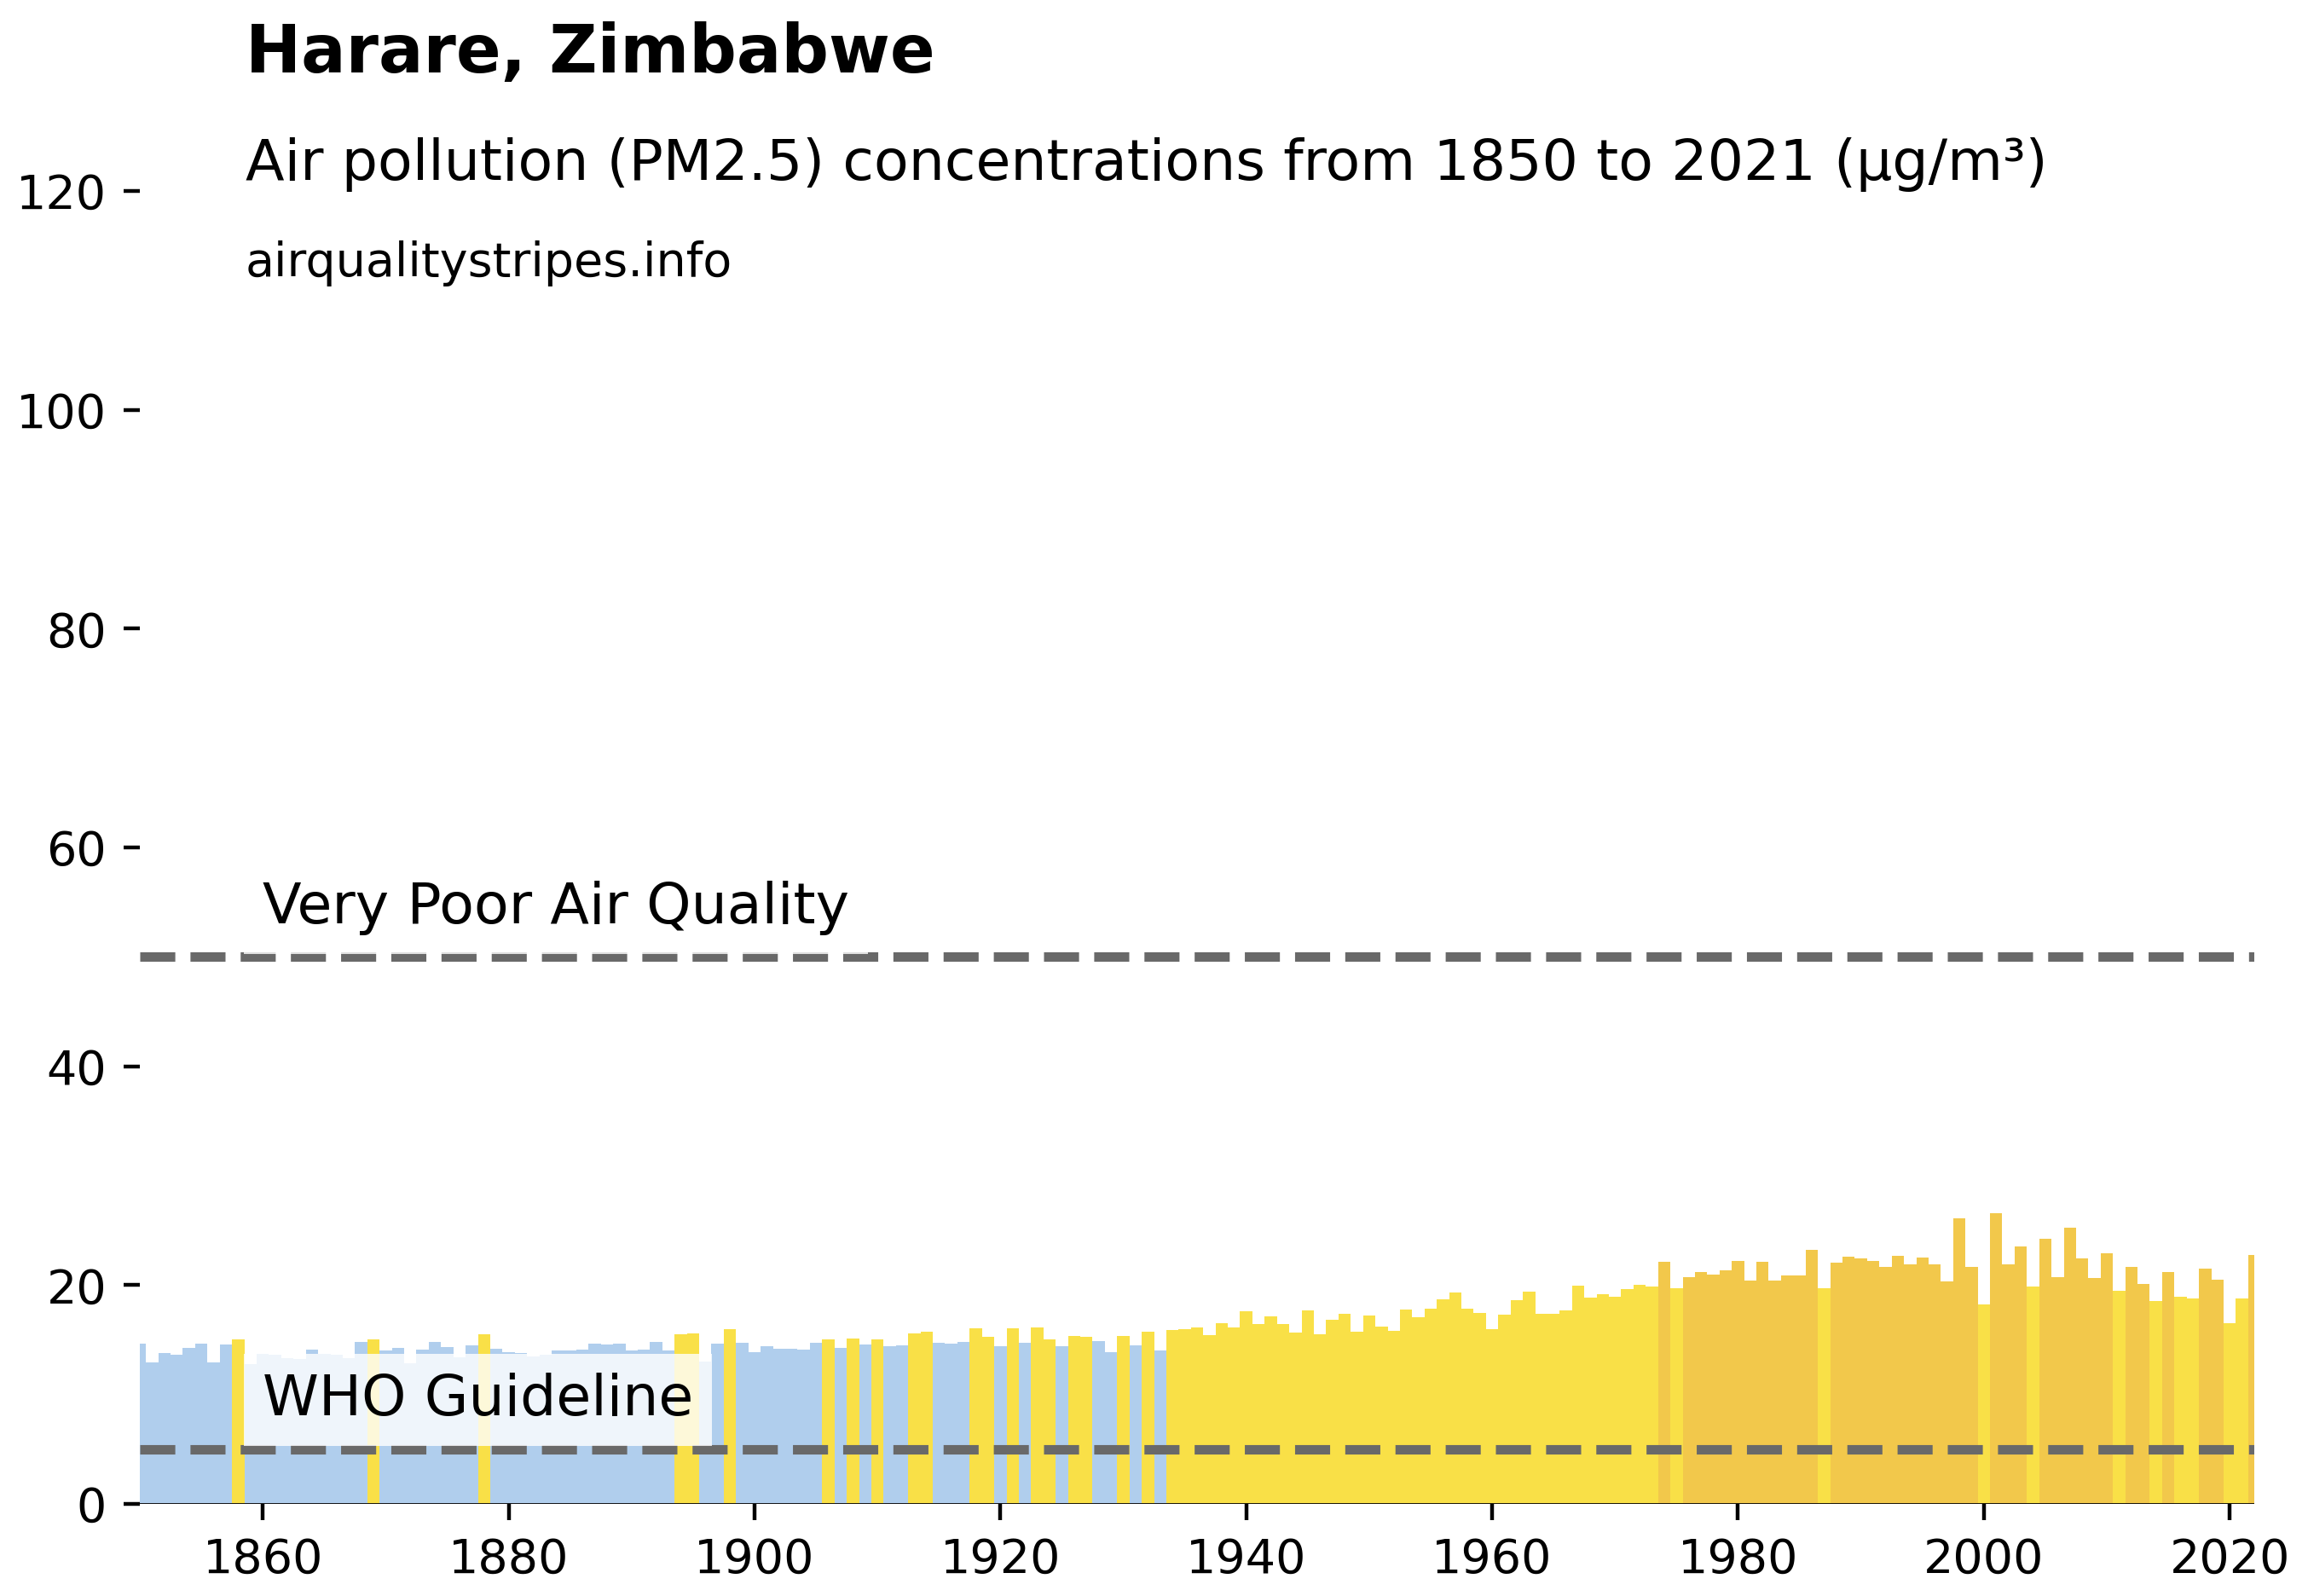 Harare, Zimbabwe
Air pollution (PM2.5) concentrations from 1850 to 2021 (µg/m³)
120
airqualitystripes.info
100
80
60
Very Poor Air Quality
40
20
WHO Guideline
0
1860 1880 1900 1920 1940 1960 1980 2000 2020